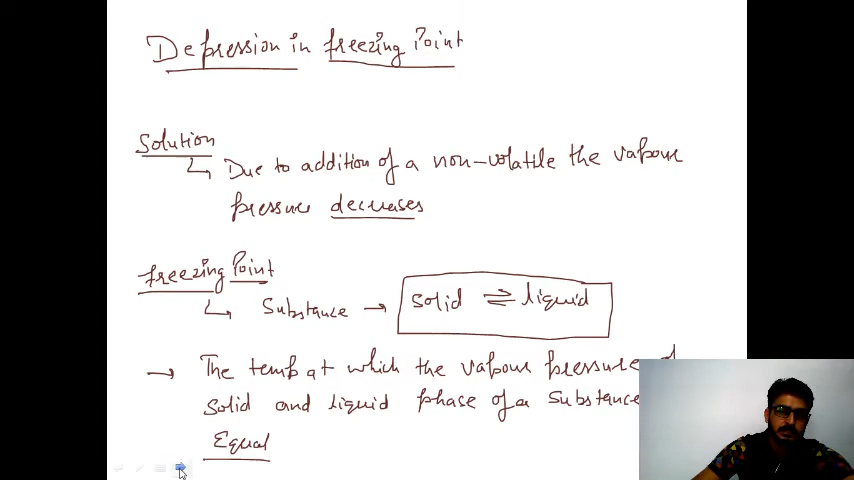 Depression in freezing Point
Solution
Due to addition of a non-volatile the vapour
pressure decreases
freezing Point
Substance → solid ⇌ liquid
→ The temp at which the vapour pressure of
Solid and liquid phase of a substance
Equal